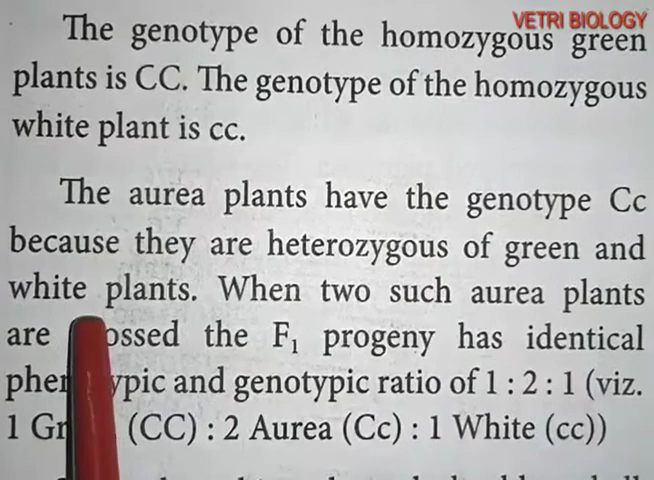 VETRI BIOLOGY
The genotype of the homozygous green
plants is CC. The genotype of the homozygous
white plant is cc.
The aurea plants have the genotype Cc
because they are heterozygous of green and
white plants. When two such aurea plants
are ossed the F₁ progeny has identical
phen ypic and genotypic ratio of 1 : 2 : 1 (viz.
1 Gr (CC) : 2 Aurea (Cc) : 1 White (cc))